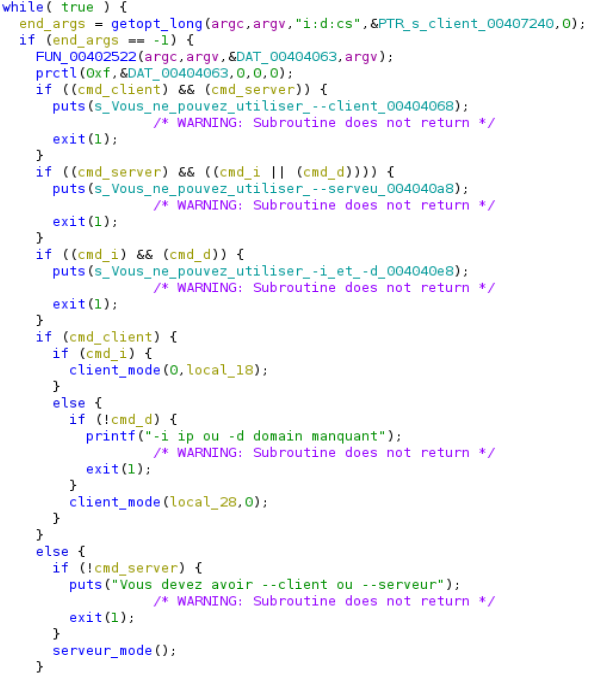 while( true ) {
end_args = getopt_long(argc,argv,"i:d:cs",&PTR_s_client_00407240,0);
if (end_args == -1) {
FUN_00402522(argc,argv,&DAT_00404063,argv);
prctl(0xf,&DAT_00404063,0,0,0);
if ((cmd_client) && (cmd_server)) {
puts(s_Vous_ne_pouvez_utiliser_--client_00404068);
/* WARNING: Subroutine does not return */
exit(1);
}
if ((cmd_server) && ((cmd_i || (cmd_d)))) {
puts(s_Vous_ne_pouvez_utiliser_--serveu_004040a8);
/* WARNING: Subroutine does not return */
exit(1);
}
if ((cmd_i) && (cmd_d)) {
puts(s_Vous_ne_pouvez_utiliser_-i_et_-d_004040e8);
/* WARNING: Subroutine does not return */
exit(1);
}
if (cmd_client) {
if (cmd_i) {
client_mode(0,local_18);
}
else {
if (!cmd_d) {
printf("-i ip ou -d domain manquant");
/* WARNING: Subroutine does not return */
exit(1);
}
client_mode(local_28,0);
}
}
else {
if (!cmd_server) {
puts("Vous devez avoir --client ou --serveur");
/* WARNING: Subroutine does not return */
exit(1);
}
serveur_mode();
}